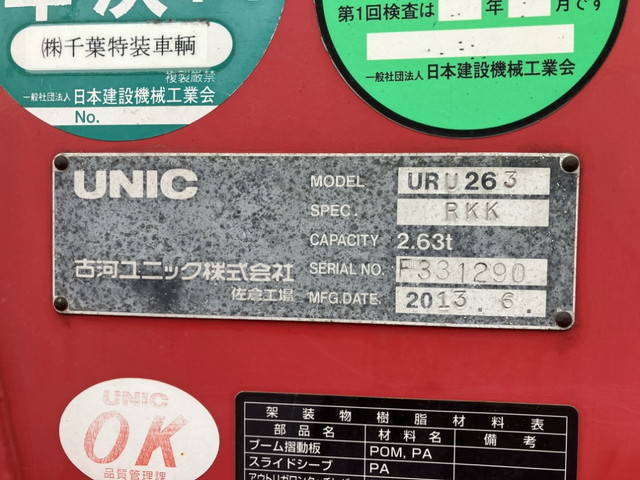 ㈱千葉特装車輌
複製厳禁
一般社団法人 日本建設機械工業会
No.
第1回検査は 年 月です
一般社団法人 日本建設機械工業会
UNIC
MODEL URU263
SPEC. RKK
CAPACITY 2.63t
古河ユニック株式会社 SERIAL NO. F331290
佐倉工場 MFG.DATE. 2013.6.
UNIC
OK
品質管理課
架装物樹脂材料表
部品名 材料名 備考
ブーム摺動板 POM, PA
スライドシーブ PA